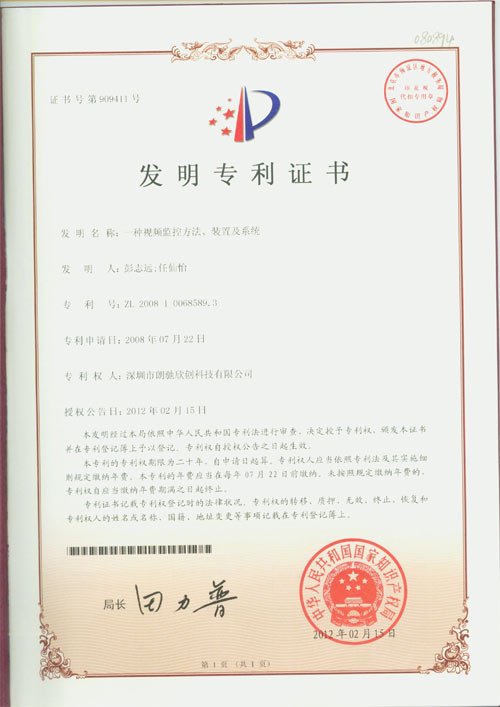 080894
证书号第909411号
印花税
代扣专用章
发明专利证书
发明名称：一种视频监控方法、装置及系统
发明人：彭志远;任仙怡
专利号：ZL 2008 1 0068589.3
专利申请日：2008年07月22日
专利权人：深圳市朗驰欣创科技有限公司
授权公告日：2012年02月15日
本发明经过本局依照中华人民共和国专利法进行审查，决定授予专利权，颁发本证书
并在专利登记簿上予以登记。专利权自授权公告之日起生效。
本专利的专利权期限为二十年，自申请日起算。专利权人应当依照专利法及其实施细
则规定缴纳年费。本专利的年费应当在每年07月22日前缴纳。未按照规定缴纳年费的，
专利权自应当缴纳年费期满之日起终止。
专利证书记载专利权登记时的法律状况。专利权的转移、质押、无效、终止、恢复和
专利权人的姓名或名称、国籍、地址变更等事项记载在专利登记簿上。
局长 田力普
中华人民共和国国家知识产权局
2012年02月15日
第1页（共1页）